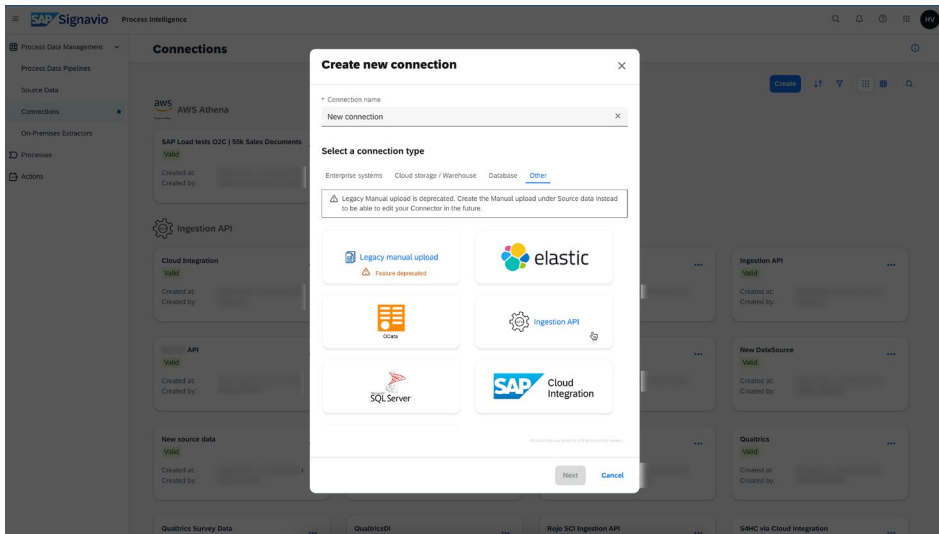 SAP Signavio Process Intelligence
HV
Process Data Management
Process Data Pipelines
Source Data
Connections
On-Premises Extractors
Processes
Actions
Connections
Create
aws AWS Athena
SAP Load tests O2C | 50k Sales Documents
Valid
Created at:
Created by:
Ingestion API
Cloud Integration
Valid
Created at:
Created by:
Ingestion API
Valid
Created at:
Created by:
API
Valid
Created at:
Created by:
New DataSource
Valid
Created at:
Created by:
New source data
Valid
Created at:
Created by:
Qualtrics
Valid
Created at:
Created by:
Qualtrics Survey Data
QualtricsDI
Rojo SCI Ingestion API
S4HC via Cloud Integration
Create new connection
* Connection name
New connection
Select a connection type
Enterprise systems Cloud storage / Warehouse Database Other
Legacy Manual upload is deprecated. Create the Manual upload under Source data instead
to be able to edit your Connector in the future.
Legacy manual upload
Feature deprecated
elastic
OData
Ingestion API
SQL Server
SAP Cloud
Integration
Next Cancel